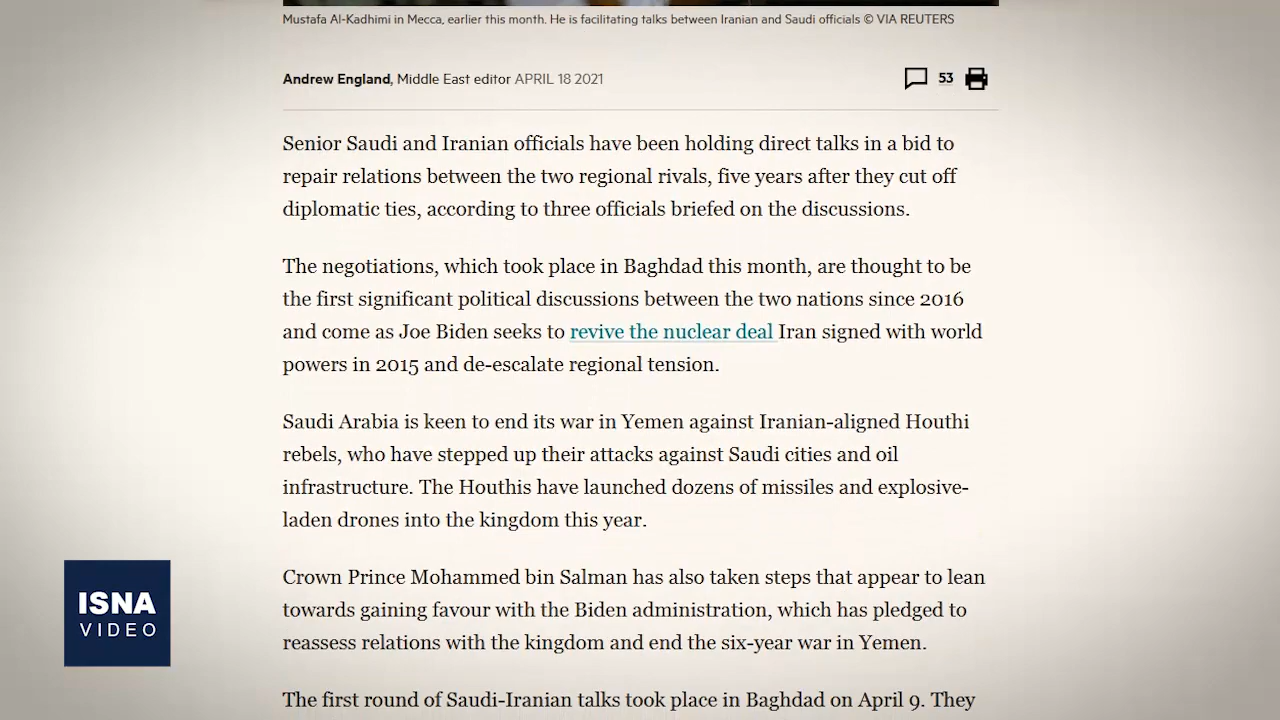 Mustafa Al-Kadhimi in Mecca, earlier this month. He is facilitating talks between Iranian and Saudi officials © VIA REUTERS
Andrew England, Middle East editor APRIL 18 2021
53
Senior Saudi and Iranian officials have been holding direct talks in a bid to
repair relations between the two regional rivals, five years after they cut off
diplomatic ties, according to three officials briefed on the discussions.
The negotiations, which took place in Baghdad this month, are thought to be
the first significant political discussions between the two nations since 2016
and come as Joe Biden seeks to revive the nuclear deal Iran signed with world
powers in 2015 and de-escalate regional tension.
Saudi Arabia is keen to end its war in Yemen against Iranian-aligned Houthi
rebels, who have stepped up their attacks against Saudi cities and oil
infrastructure. The Houthis have launched dozens of missiles and explosive-
laden drones into the kingdom this year.
Crown Prince Mohammed bin Salman has also taken steps that appear to lean
towards gaining favour with the Biden administration, which has pledged to
reassess relations with the kingdom and end the six-year war in Yemen.
The first round of Saudi-Iranian talks took place in Baghdad on April 9. They
ISNA
VIDEO